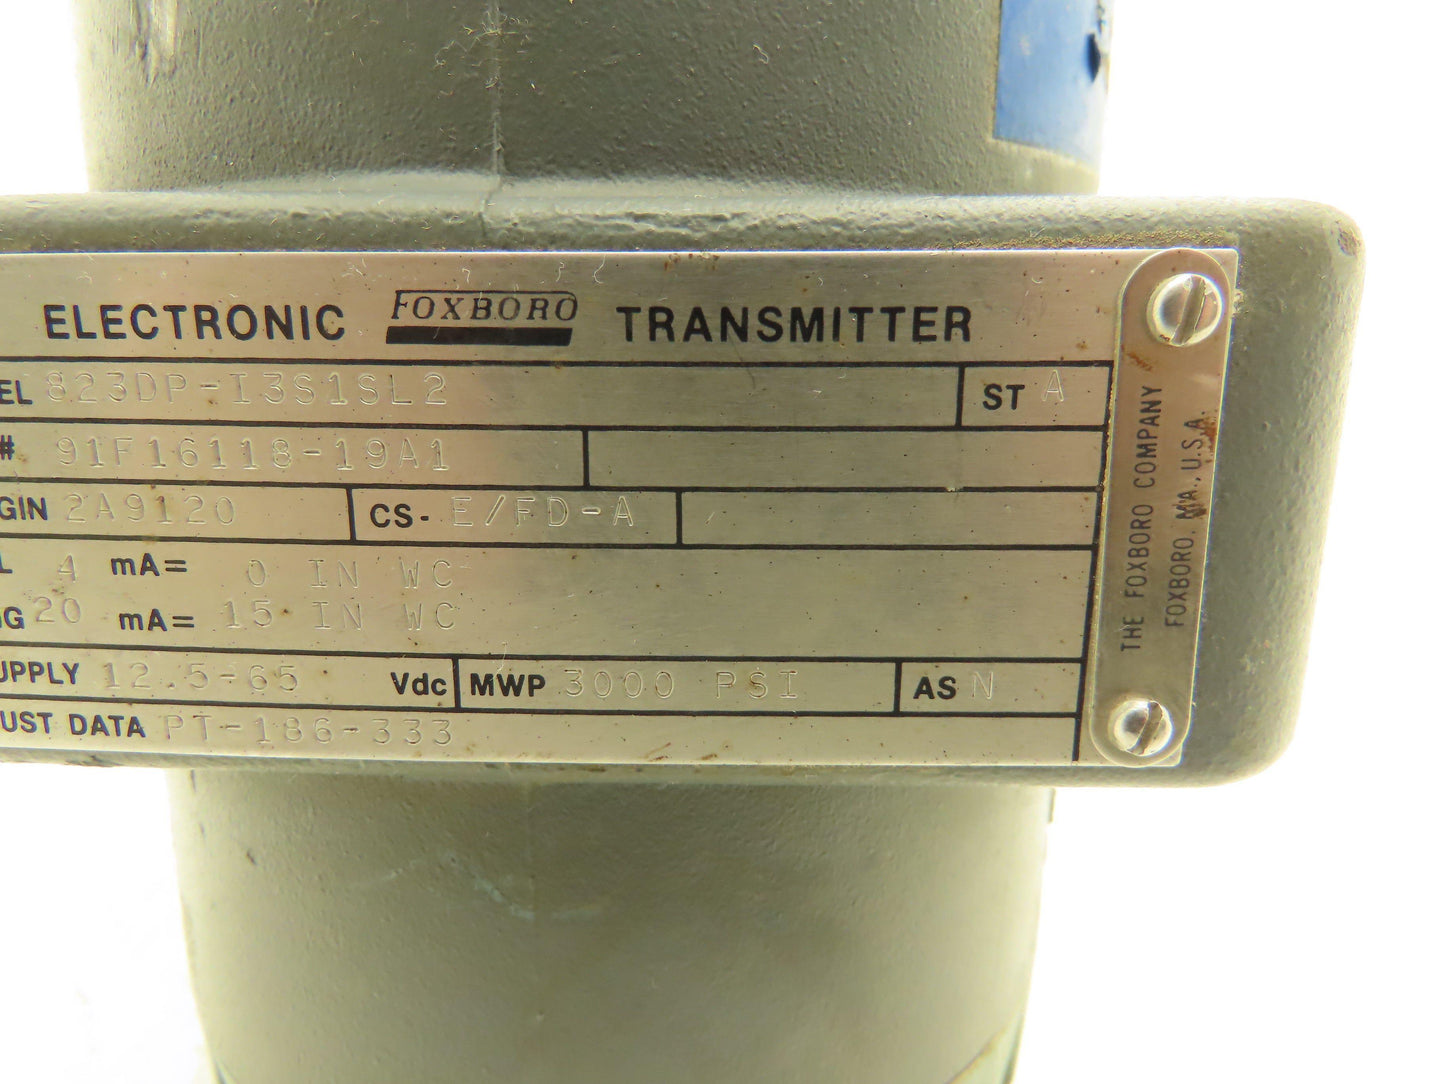 ELECTRONIC FOXBORO TRANSMITTER
EL 823DP-I3S1SL2 ST A
# 91F16118-19A1
GIN 2A9120 CS- E/FD-A
L 4 mA= 0 IN WC
G 20 mA= 15 IN WC
UPPLY 12.5-65 Vdc MWP 3000 PSI AS N
UST DATA PT-186-333
THE FOXBORO COMPANY
FOXBORO, MA., U.S.A.